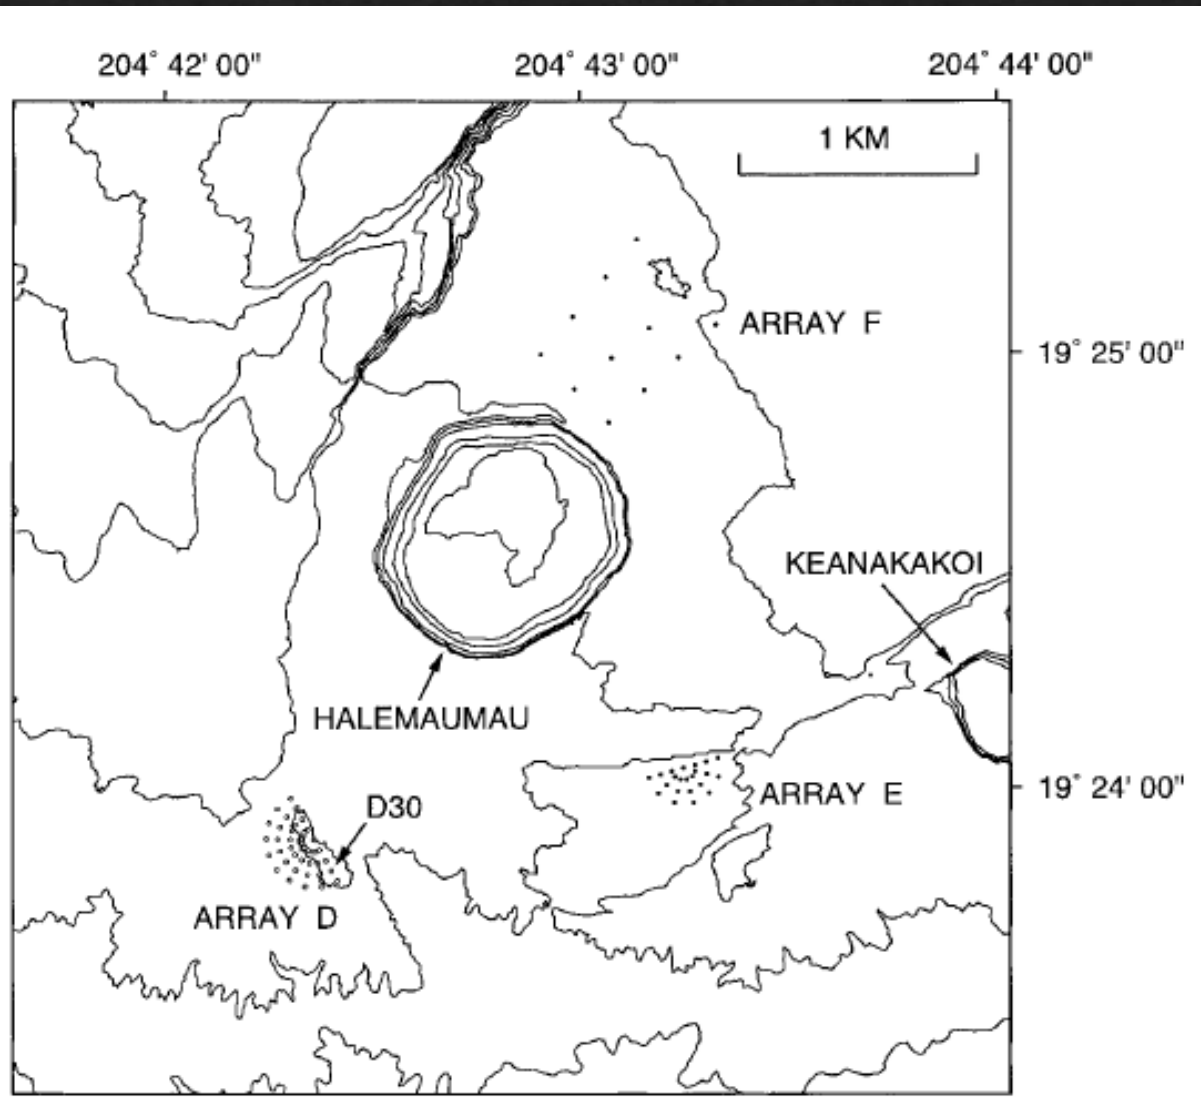 204° 42' 00"
204° 43' 00"
204° 44' 00"
1 KM
ARRAY F
19° 25' 00"
KEANAKAKOI
HALEMAUMAU
19° 24' 00"
ARRAY E
D30
ARRAY D